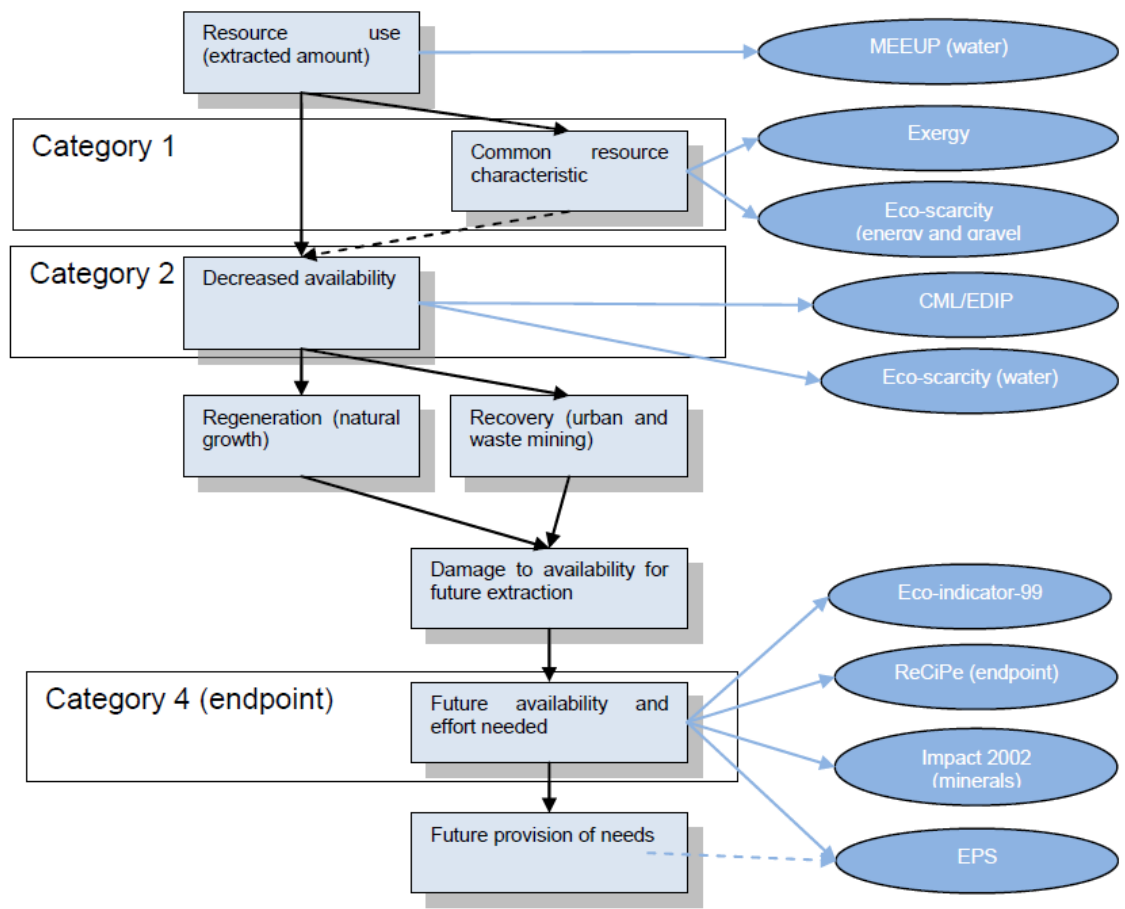 Resource use
(extracted amount)
MEEUP (water)
Category 1
Common resource
characteristic
Exergy
Eco-scarcity
(energy and gravel
Category 2
Decreased availability
CML/EDIP
Eco-scarcity (water)
Regeneration (natural
growth)
Recovery (urban and
waste mining)
Damage to availability for
future extraction
Eco-indicator-99
Category 4 (endpoint)
Future availability and
effort needed
ReCiPe (endpoint)
Impact 2002
(minerals)
Future provision of needs
EPS